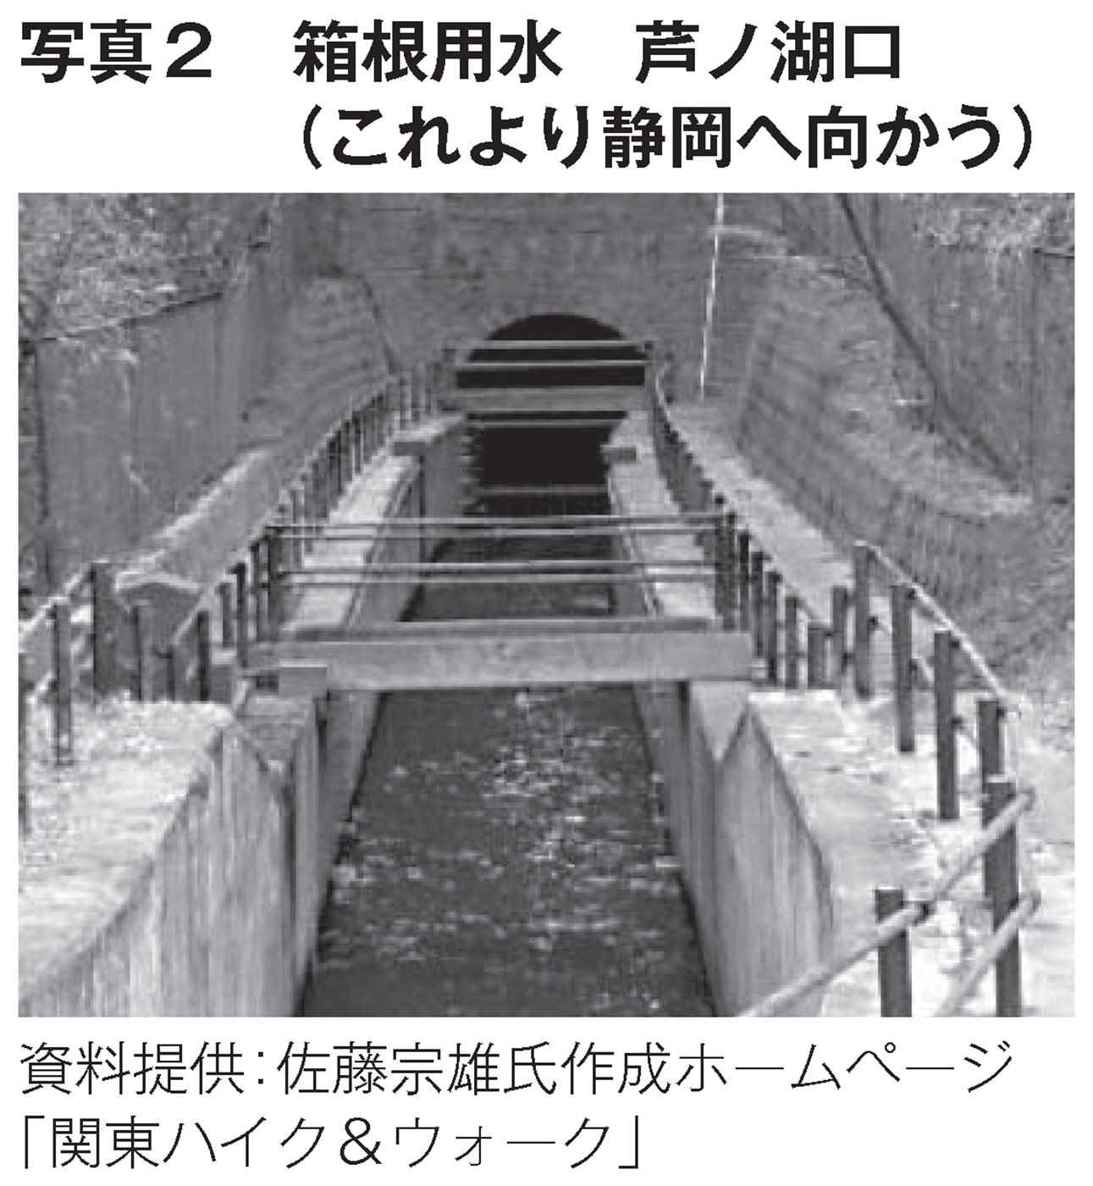 写真2　箱根用水　芦ノ湖口
（これより静岡へ向かう）
資料提供：佐藤宗雄氏作成ホームページ
「関東ハイク＆ウォーク」